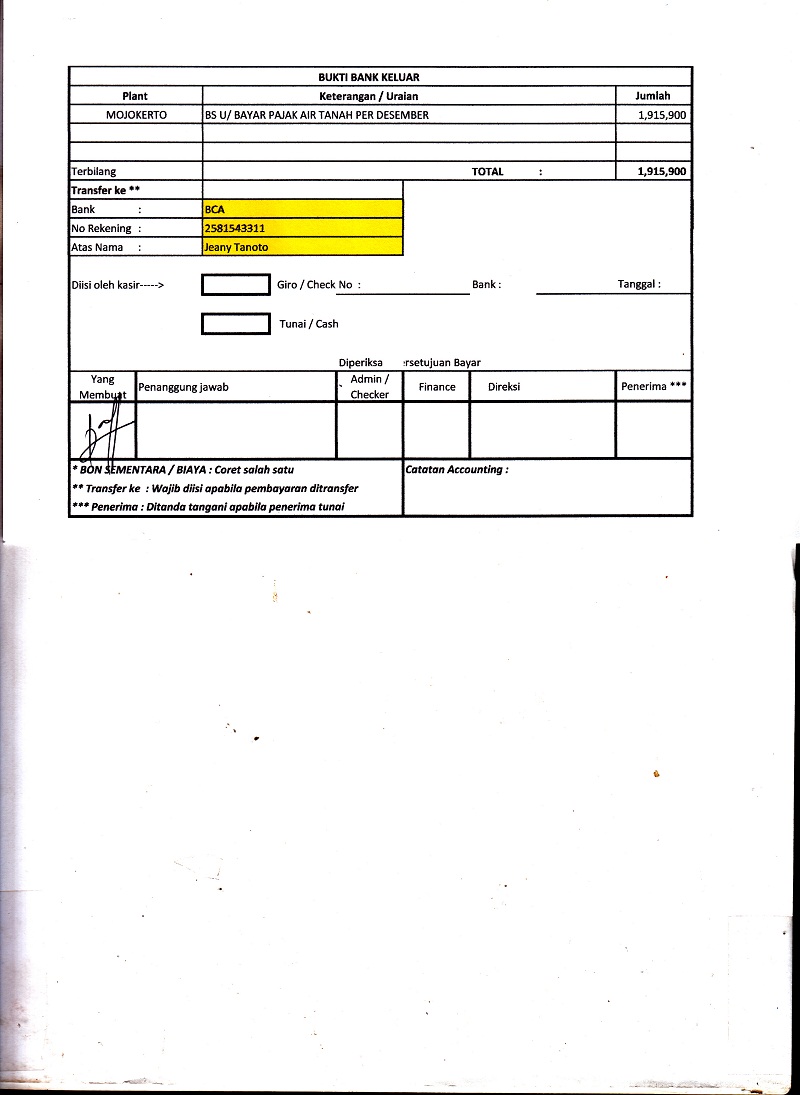 BUKTI BANK KELUAR
Plant Keterangan / Uraian Jumlah
MOJOKERTO BS U/ BAYAR PAJAK AIR TANAH PER DESEMBER 1,915,900
Terbilang TOTAL : 1,915,900
Transfer ke **
Bank : BCA
No Rekening : 2581543311
Atas Nama : Jeany Tanoto
Diisi oleh kasir-----> Giro / Check No : Bank : Tanggal :
Tunai / Cash
Diperiksa rsetujuan Bayar
Yang Membuat Penanggung jawab Admin / Checker Finance Direksi Penerima ***
* BON SEMENTARA / BIAYA : Coret salah satu Catatan Accounting :
** Transfer ke : Wajib diisi apabila pembayaran ditransfer
*** Penerima : Ditanda tangani apabila penerima tunai